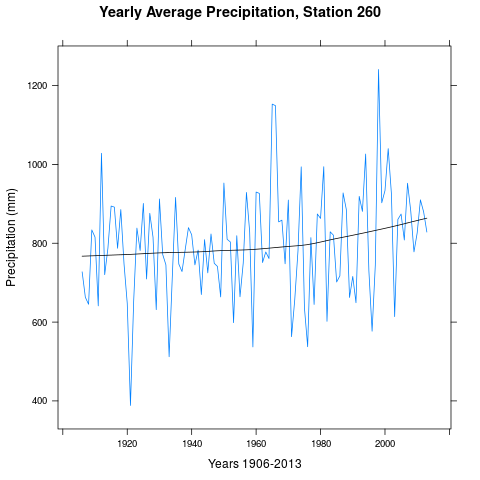 Yearly Average Precipitation, Station 260
Precipitation (mm)
1200
1000
800
600
400
1920 1940 1960 1980 2000
Years 1906-2013